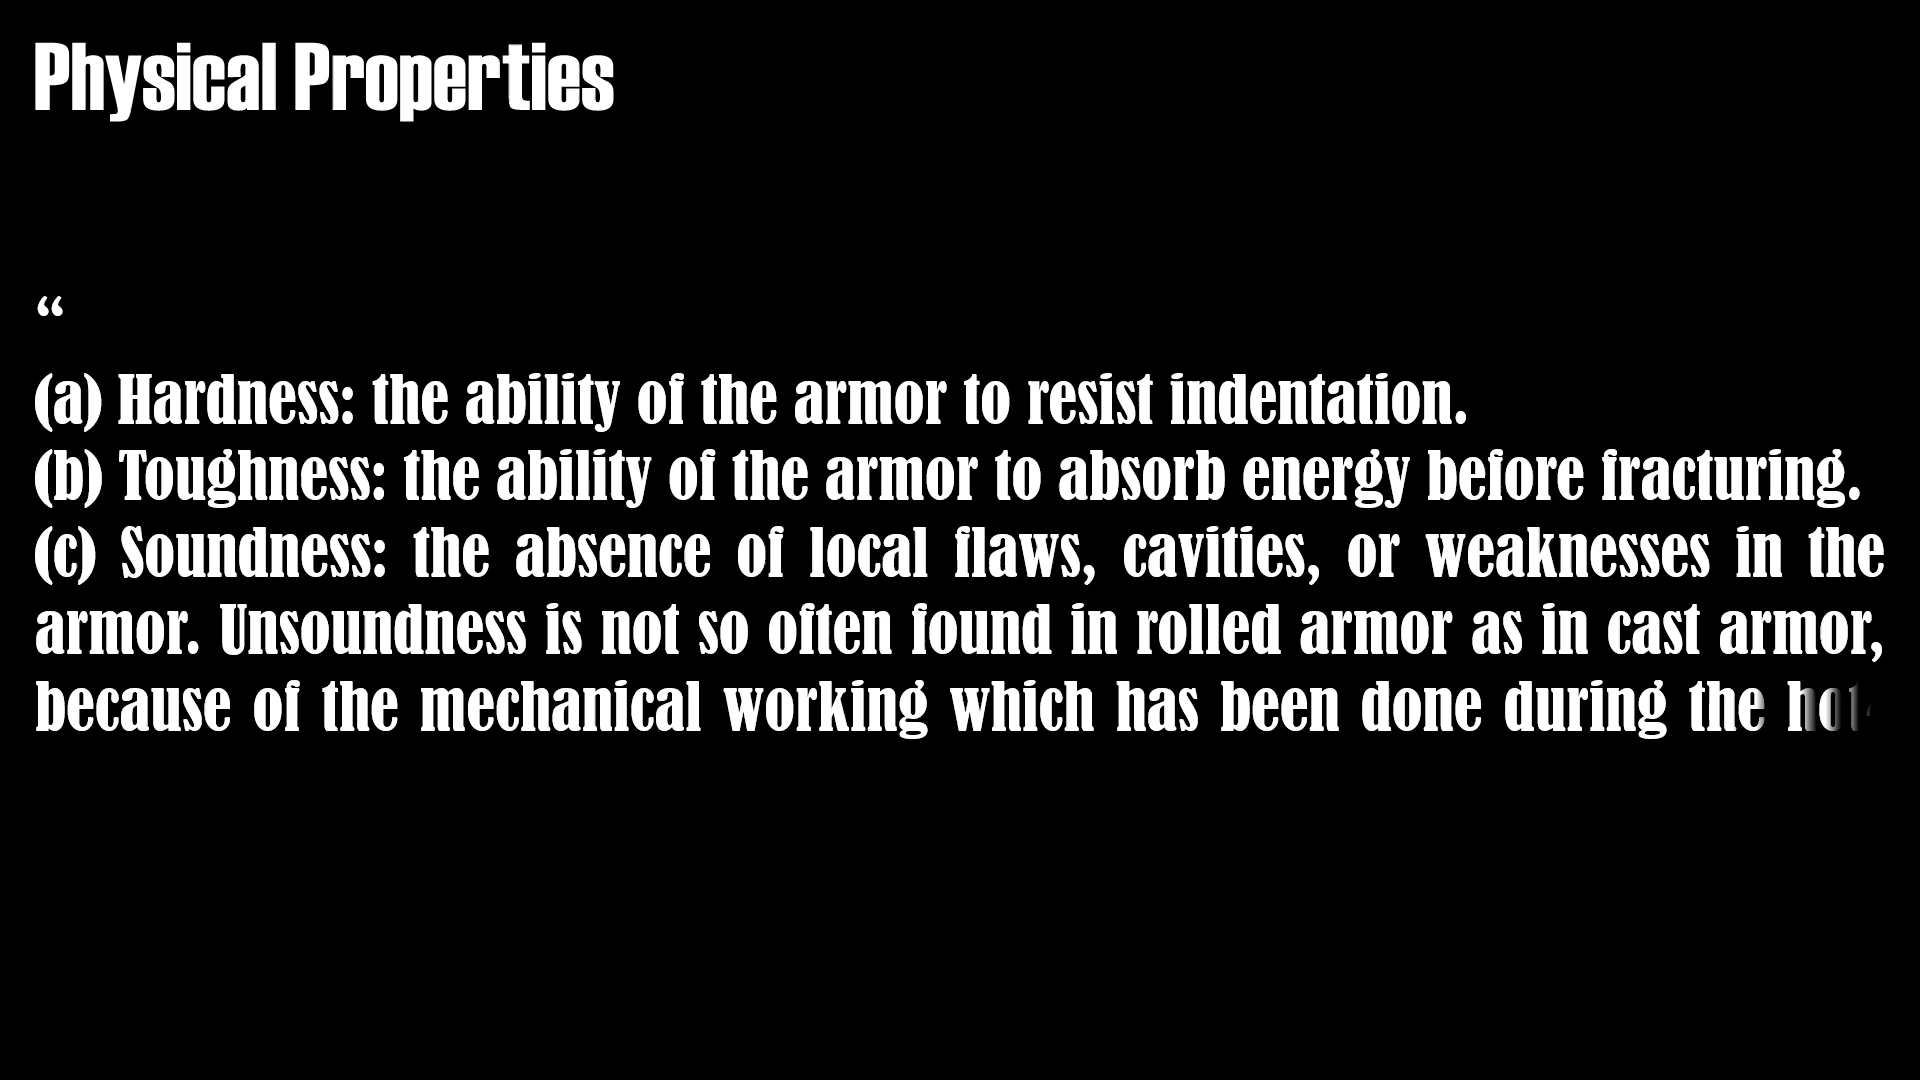 Physical Properties
“
(a) Hardness: the ability of the armor to resist indentation.
(b) Toughness: the ability of the armor to absorb energy before fracturing.
(c) Soundness: the absence of local flaws, cavities, or weaknesses in the
armor. Unsoundness is not so often found in rolled armor as in cast armor,
because of the mechanical working which has been done during the hot